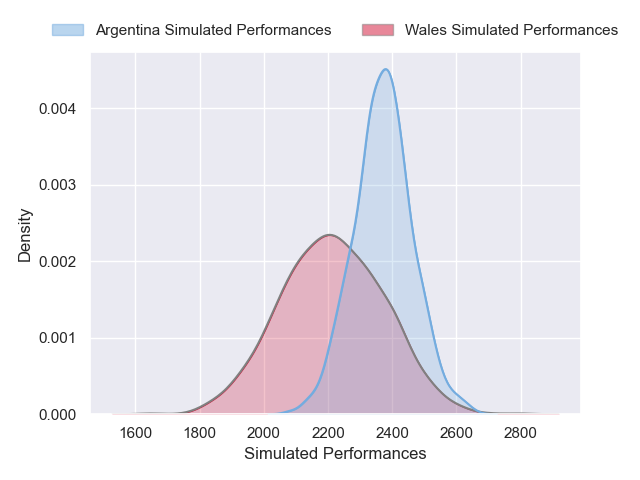 Argentina Simulated Performances Wales Simulated Performances
0.004
0.003
0.002
0.001
0.000
Density
1600 1800 2000 2200 2400 2600 2800
Simulated Performances